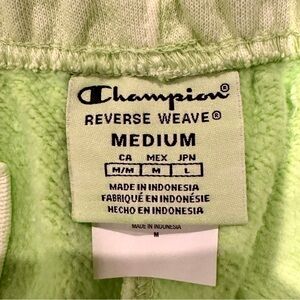 Champion®
REVERSE WEAVE®
MEDIUM
CA MEX JPN
M/M M L
MADE IN INDONESIA
FABRIQUÉ EN INDONÉSIE
HECHO EN INDONESIA
MADE IN INDONESIA
M